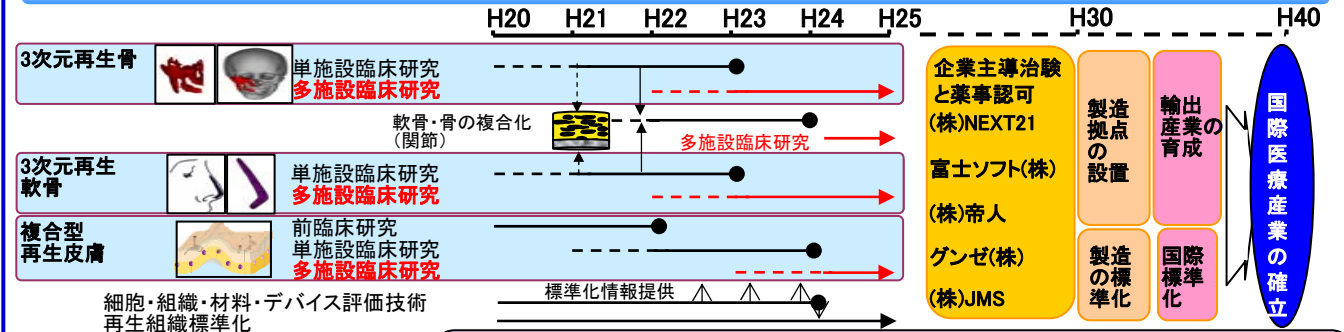 H20 H21 H22 H23 H24 H25 H30 H40
3次元再生骨
単施設臨床研究
多施設臨床研究
軟骨・骨の複合化
（関節）
多施設臨床研究
3次元再生
軟骨
単施設臨床研究
多施設臨床研究
複合型
再生皮膚
前臨床研究
単施設臨床研究
多施設臨床研究
標準化情報提供
細胞・組織・材料・デバイス評価技術
再生組織標準化
企業主導治験
と薬事認可
(株)NEXT21
富士ソフト(株)
(株)帝人
グンゼ(株)
(株)JMS
製造
拠点
の
設置
輸出
産業の
育成
製造
の標
準化
国際
標準
化
国際医療産業の確立